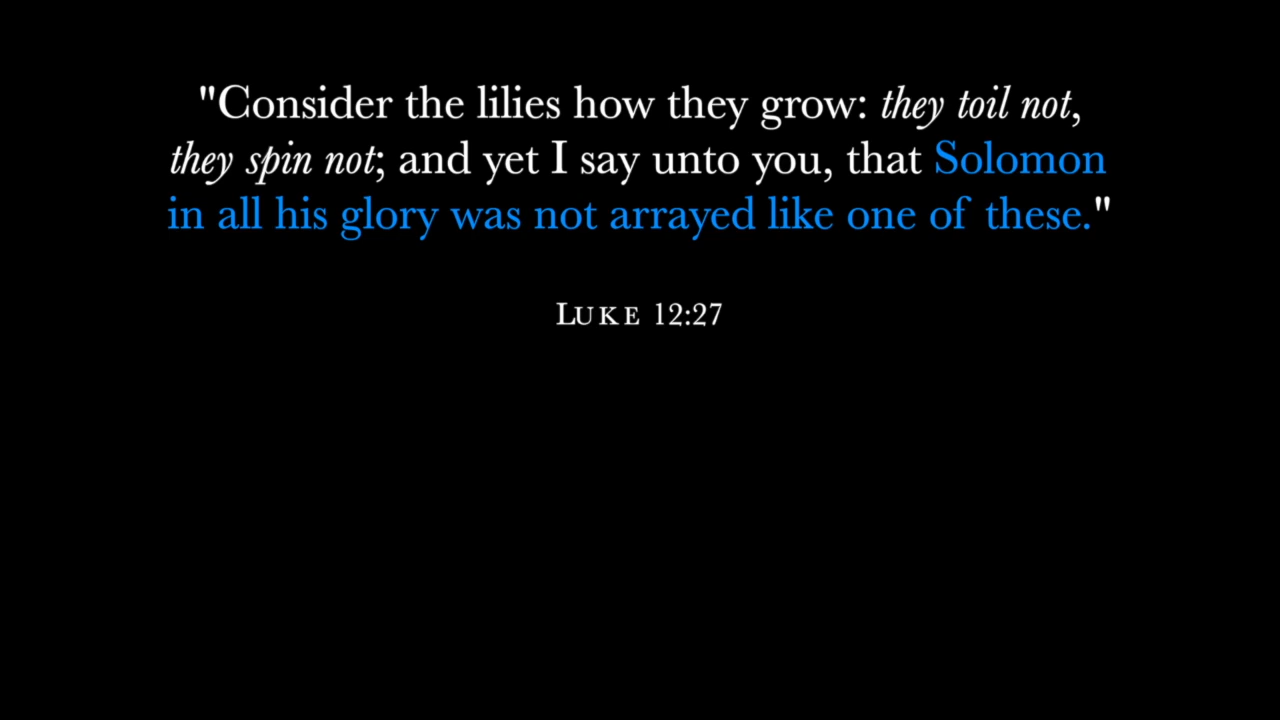 "Consider the lilies how they grow: they toil not,
they spin not; and yet I say unto you, that Solomon
in all his glory was not arrayed like one of these."
LUKE 12:27